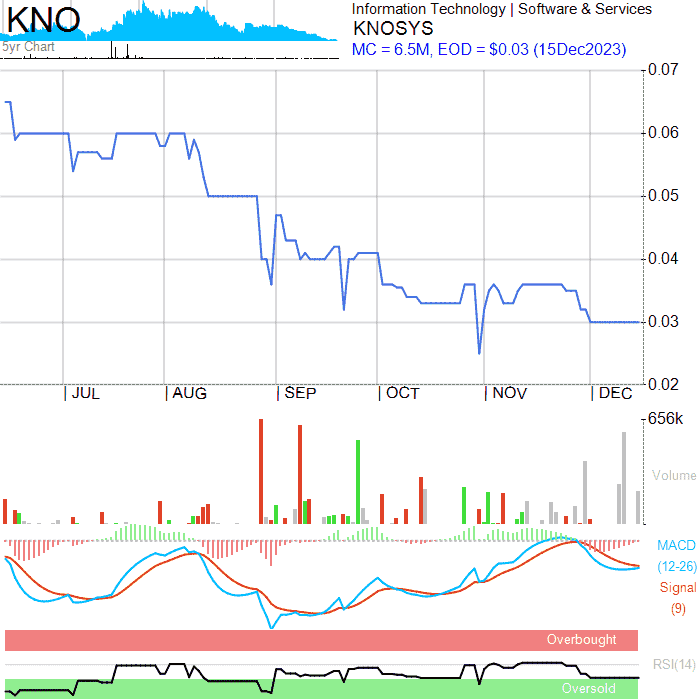 KNO
5yr Chart
Information Technology | Software & Services
KNOSYS
MC = 6.5M, EOD = $0.03 (15Dec2023)
0.07
0.06
0.05
0.04
0.03
0.02
JUL
AUG
SEP
OCT
NOV
DEC
656k
Volume
MACD
(12-26)
Signal
(9)
Overbought
RSI(14)
Oversold